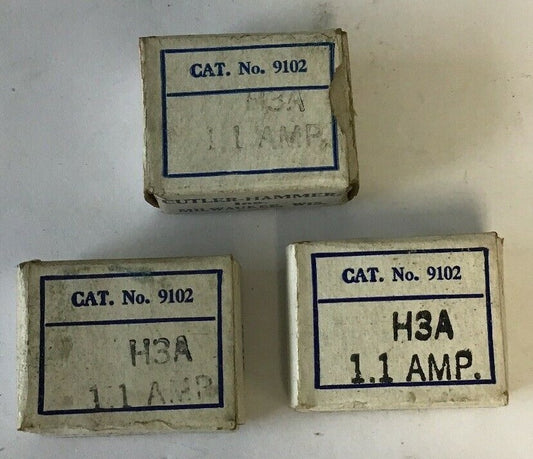 CAT. No. 9102
H3A
1.1 AMP.
CUTLER-HAMMER
Inc.
MILWAUKEE, WIS.
CAT. No. 9102
H3A
1.1 AMP
CAT. No. 9102
H3A
1.1 AMP.